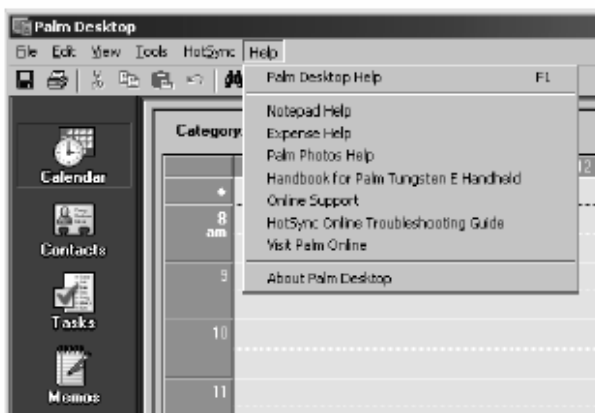 Palm Desktop
File Edit View Tools HotSync Help
Palm Desktop Help F1
Notepad Help
Expense Help
Palm Photos Help
Handbook for Palm Tungsten E Handheld
Online Support
HotSync Online Troubleshooting Guide
Visit Palm Online
About Palm Desktop
Category
12
Calendar
8
am
Contacts
9
Tasks
10
Memos
11